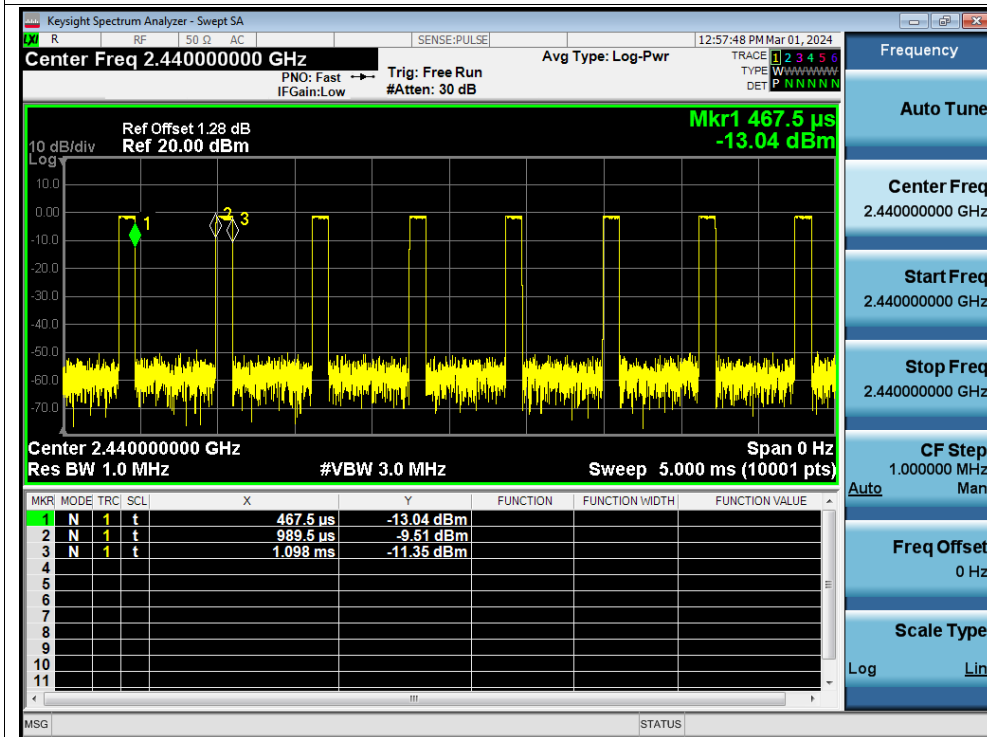 Keysight Spectrum Analyzer - Swept SA
LXI R RF 50 Ω AC SENSE:PULSE 12:57:48 PM Mar 01, 2024
Center Freq 2.440000000 GHz
PNO: Fast
IFGain:Low
Trig: Free Run
#Atten: 30 dB
Avg Type: Log-Pwr
TRACE 1 2 3 4 5 6
TYPE WWWWWWW
DET P N N N N N
Mkr1 467.5 µs
-13.04 dBm
Ref Offset 1.28 dB
10 dB/div Ref 20.00 dBm
Log
10.0
0.00
-10.0
-20.0
-30.0
-40.0
-50.0
-60.0
-70.0
1
2
3
Center 2.440000000 GHz Span 0 Hz
Res BW 1.0 MHz #VBW 3.0 MHz Sweep 5.000 ms (10001 pts)
MKR MODE TRC SCL X Y FUNCTION FUNCTION WIDTH FUNCTION VALUE
1 N 1 t 467.5 µs -13.04 dBm
2 N 1 t 989.5 µs -9.51 dBm
3 N 1 t 1.098 ms -11.35 dBm
4
5
6
7
8
9
10
11
MSG STATUS
Frequency
Auto Tune
Center Freq
2.440000000 GHz
Start Freq
2.440000000 GHz
Stop Freq
2.440000000 GHz
CF Step
1.000000 MHz
Auto Man
Freq Offset
0 Hz
Scale Type
Log Lin